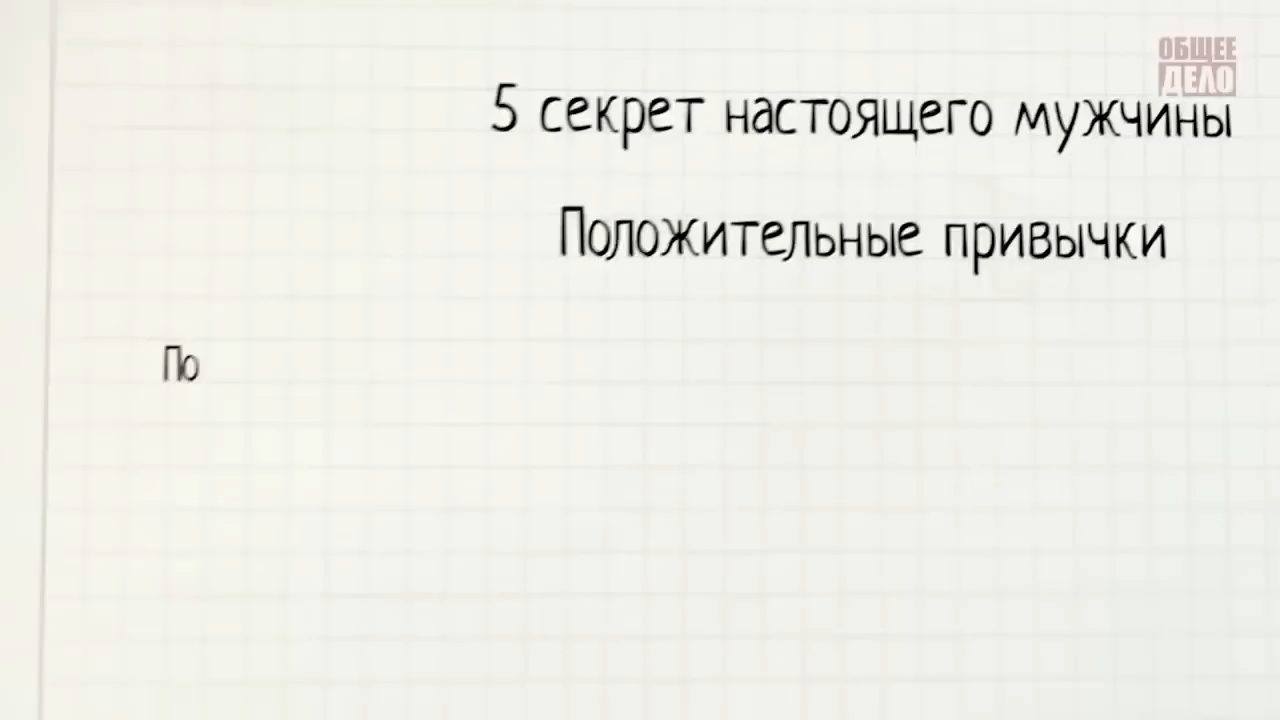 ОБЩЕЕ
ДЕЛО
5 секрет настоящего мужчины
Положительные привычки
По